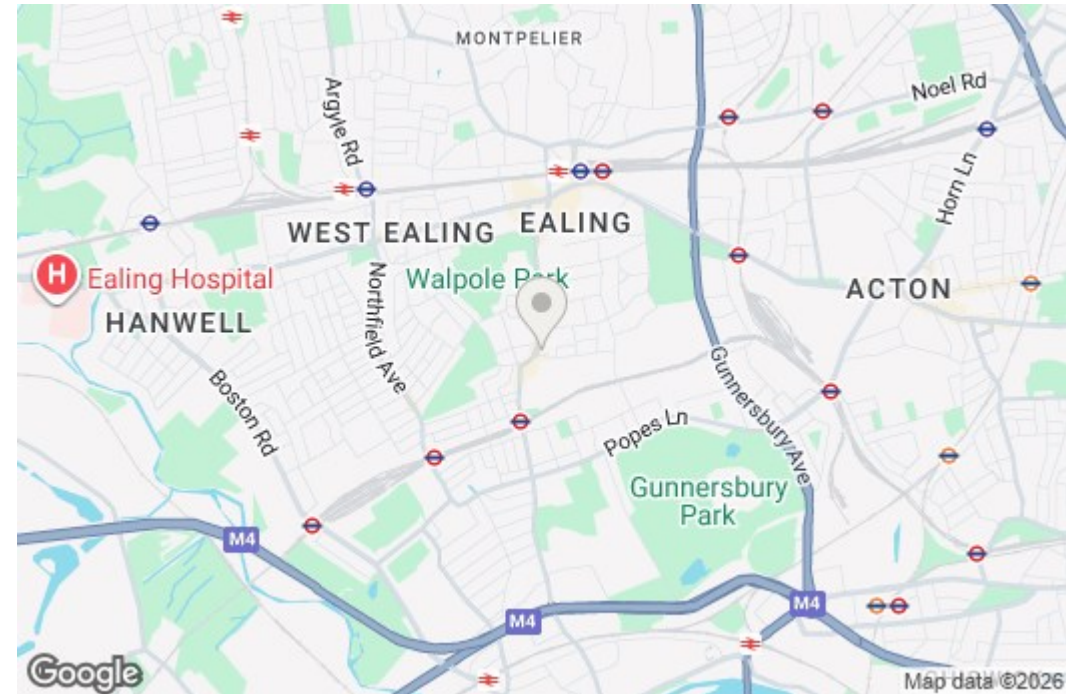 MONTPELIER
Noel Rd
Argyle Rd
Horn Ln
WEST EALING
EALING
Walpole Park
H
Ealing Hospital
ACTON
HANWELL
Northfield Ave
Boston Rd
Gunnersbury Ave
Popes Ln
Gunnersbury
Park
M4
M4
M4
Google
Map data ©2026